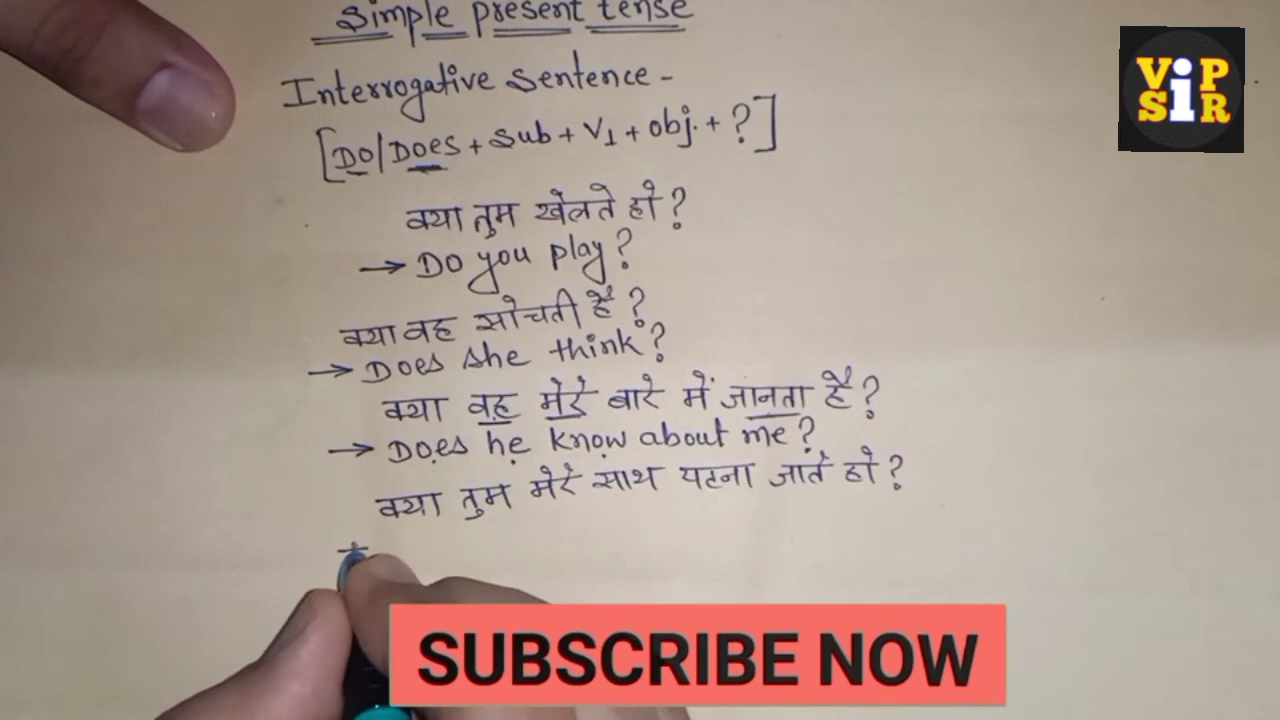 Simple present tense
Interrogative Sentence -
[Do/Does + Sub + V1 + obj. + ?]
क्या तुम खेलते हो ?
→ Do you play?
क्या वह सोचती है ?
→ Does she think?
क्या वह मेरे बारे में जानता है ?
→ Does he know about me?
क्या तुम मेरे साथ पटना जाते हो ?
ViP
SiR
SUBSCRIBE NOW